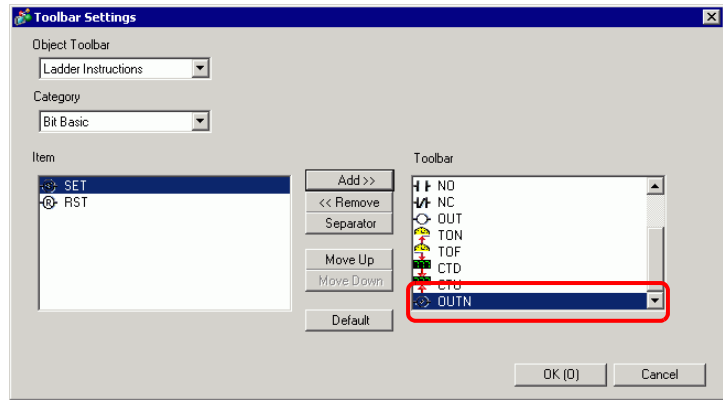 Toolbar Settings
Object Toolbar
Ladder Instructions
Category
Bit Basic
Item
SET
RST
Add >>
<< Remove
Separator
Move Up
Move Down
Default
Toolbar
NO
NC
OUT
TON
TOF
CTD
CTU
OUTN
OK (O)
Cancel